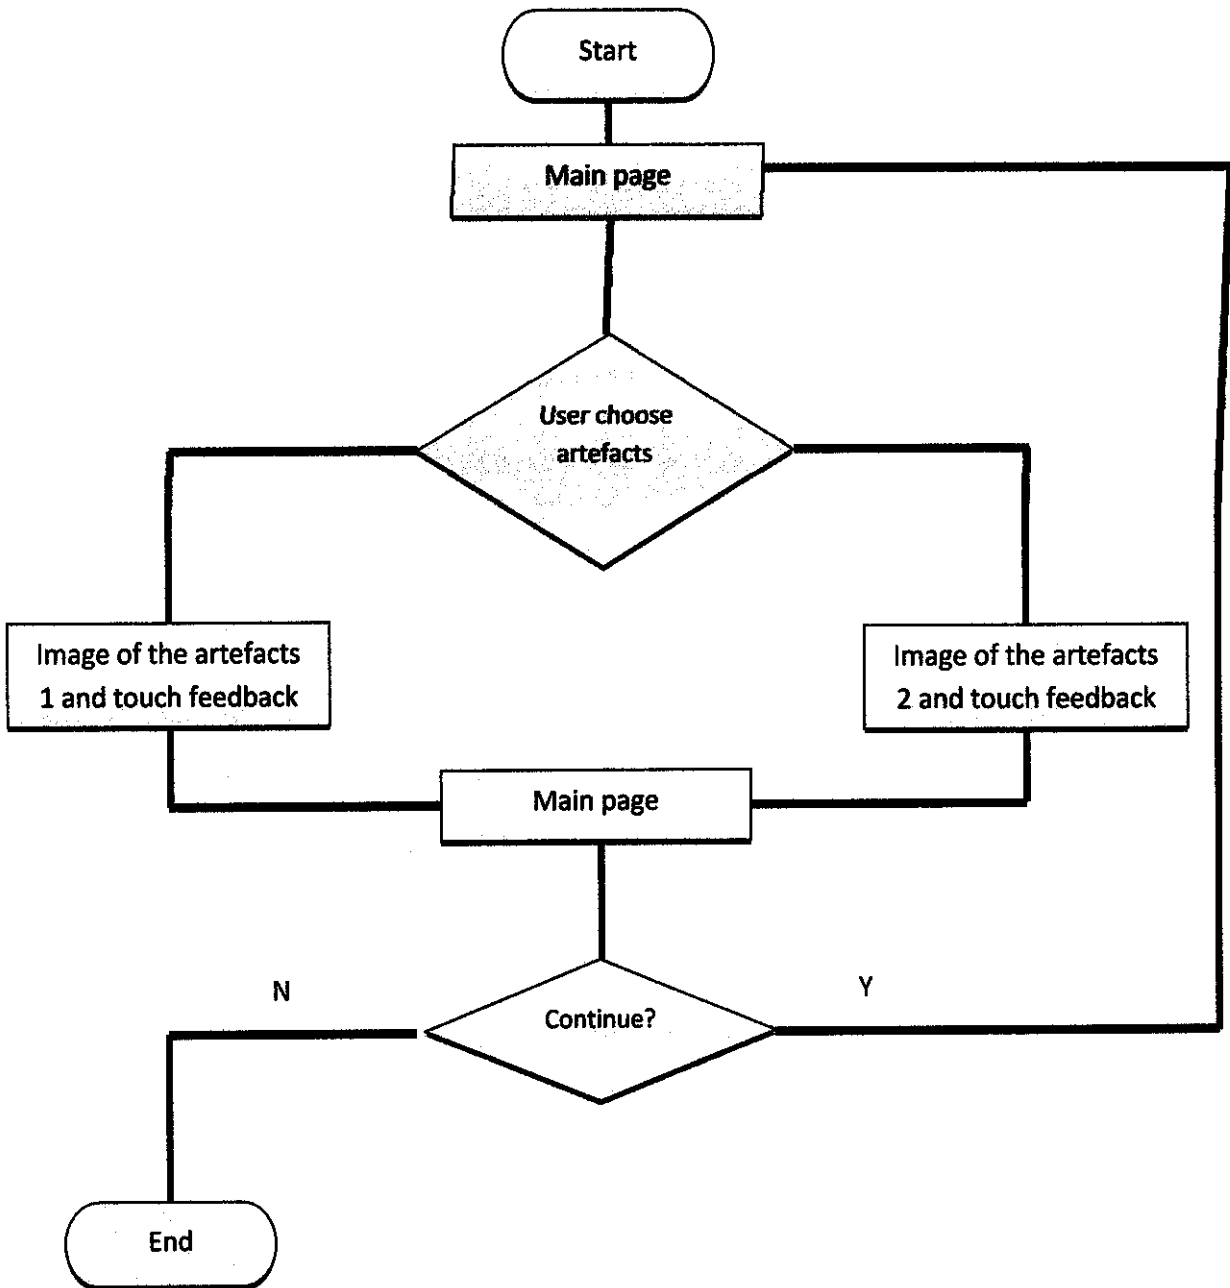 Start
Main page
User choose
artefacts
Image of the artefacts
1 and touch feedback
Image of the artefacts
2 and touch feedback
Main page
N
Y
Continue?
End